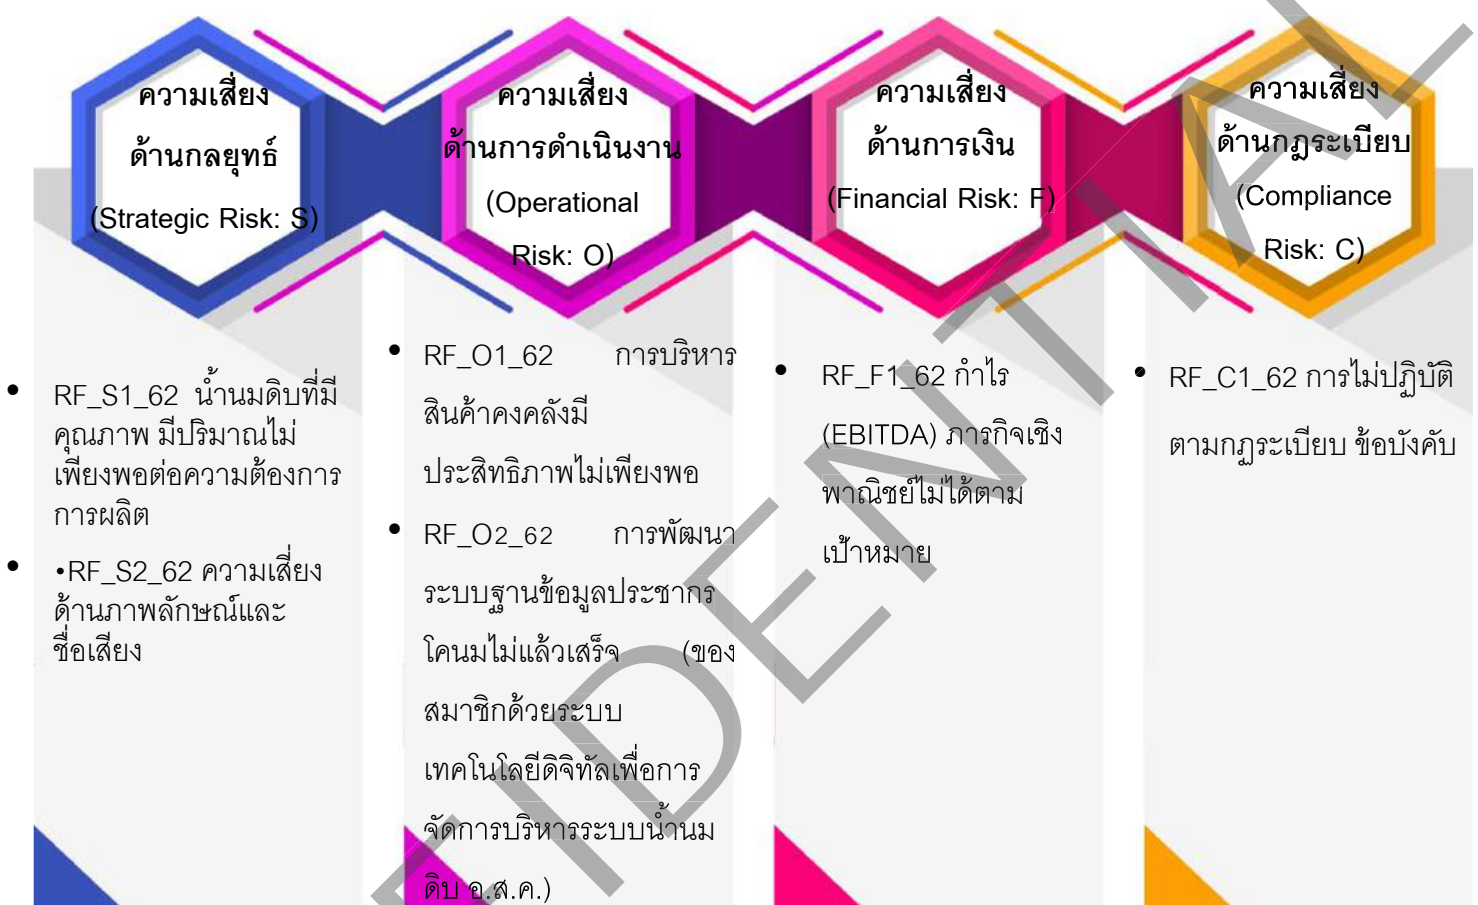 ความเสี่ยง
ด้านกลยุทธ์
(Strategic Risk: S)
ความเสี่ยง
ด้านการดำเนินงาน
(Operational
Risk: O)
ความเสี่ยง
ด้านการเงิน
(Financial Risk: F)
ความเสี่ยง
ด้านกฎระเบียบ
(Compliance
Risk: C)
• RF_S1_62 น้ำนมดิบที่มี
คุณภาพ มีปริมาณไม่
เพียงพอต่อความต้องการ
การผลิต
• •RF_S2_62 ความเสี่ยง
ด้านภาพลักษณ์และ
ชื่อเสียง
• RF_O1_62 การบริหาร
สินค้าคงคลังมี
ประสิทธิภาพไม่เพียงพอ
• RF_O2_62 การพัฒนา
ระบบฐานข้อมูลประชากร
โคนมไม่แล้วเสร็จ (ของ
สมาชิกด้วยระบบ
เทคโนโลยีดิจิทัลเพื่อการ
จัดการบริหารระบบน้ำนม
ดิบ อ.ส.ค.)
• RF_F1_62 กำไร
(EBITDA) ภารกิจเชิง
พาณิชย์ไม่ได้ตาม
เป้าหมาย
• RF_C1_62 การไม่ปฏิบัติ
ตามกฎระเบียบ ข้อบังคับ
FIDENTIAL